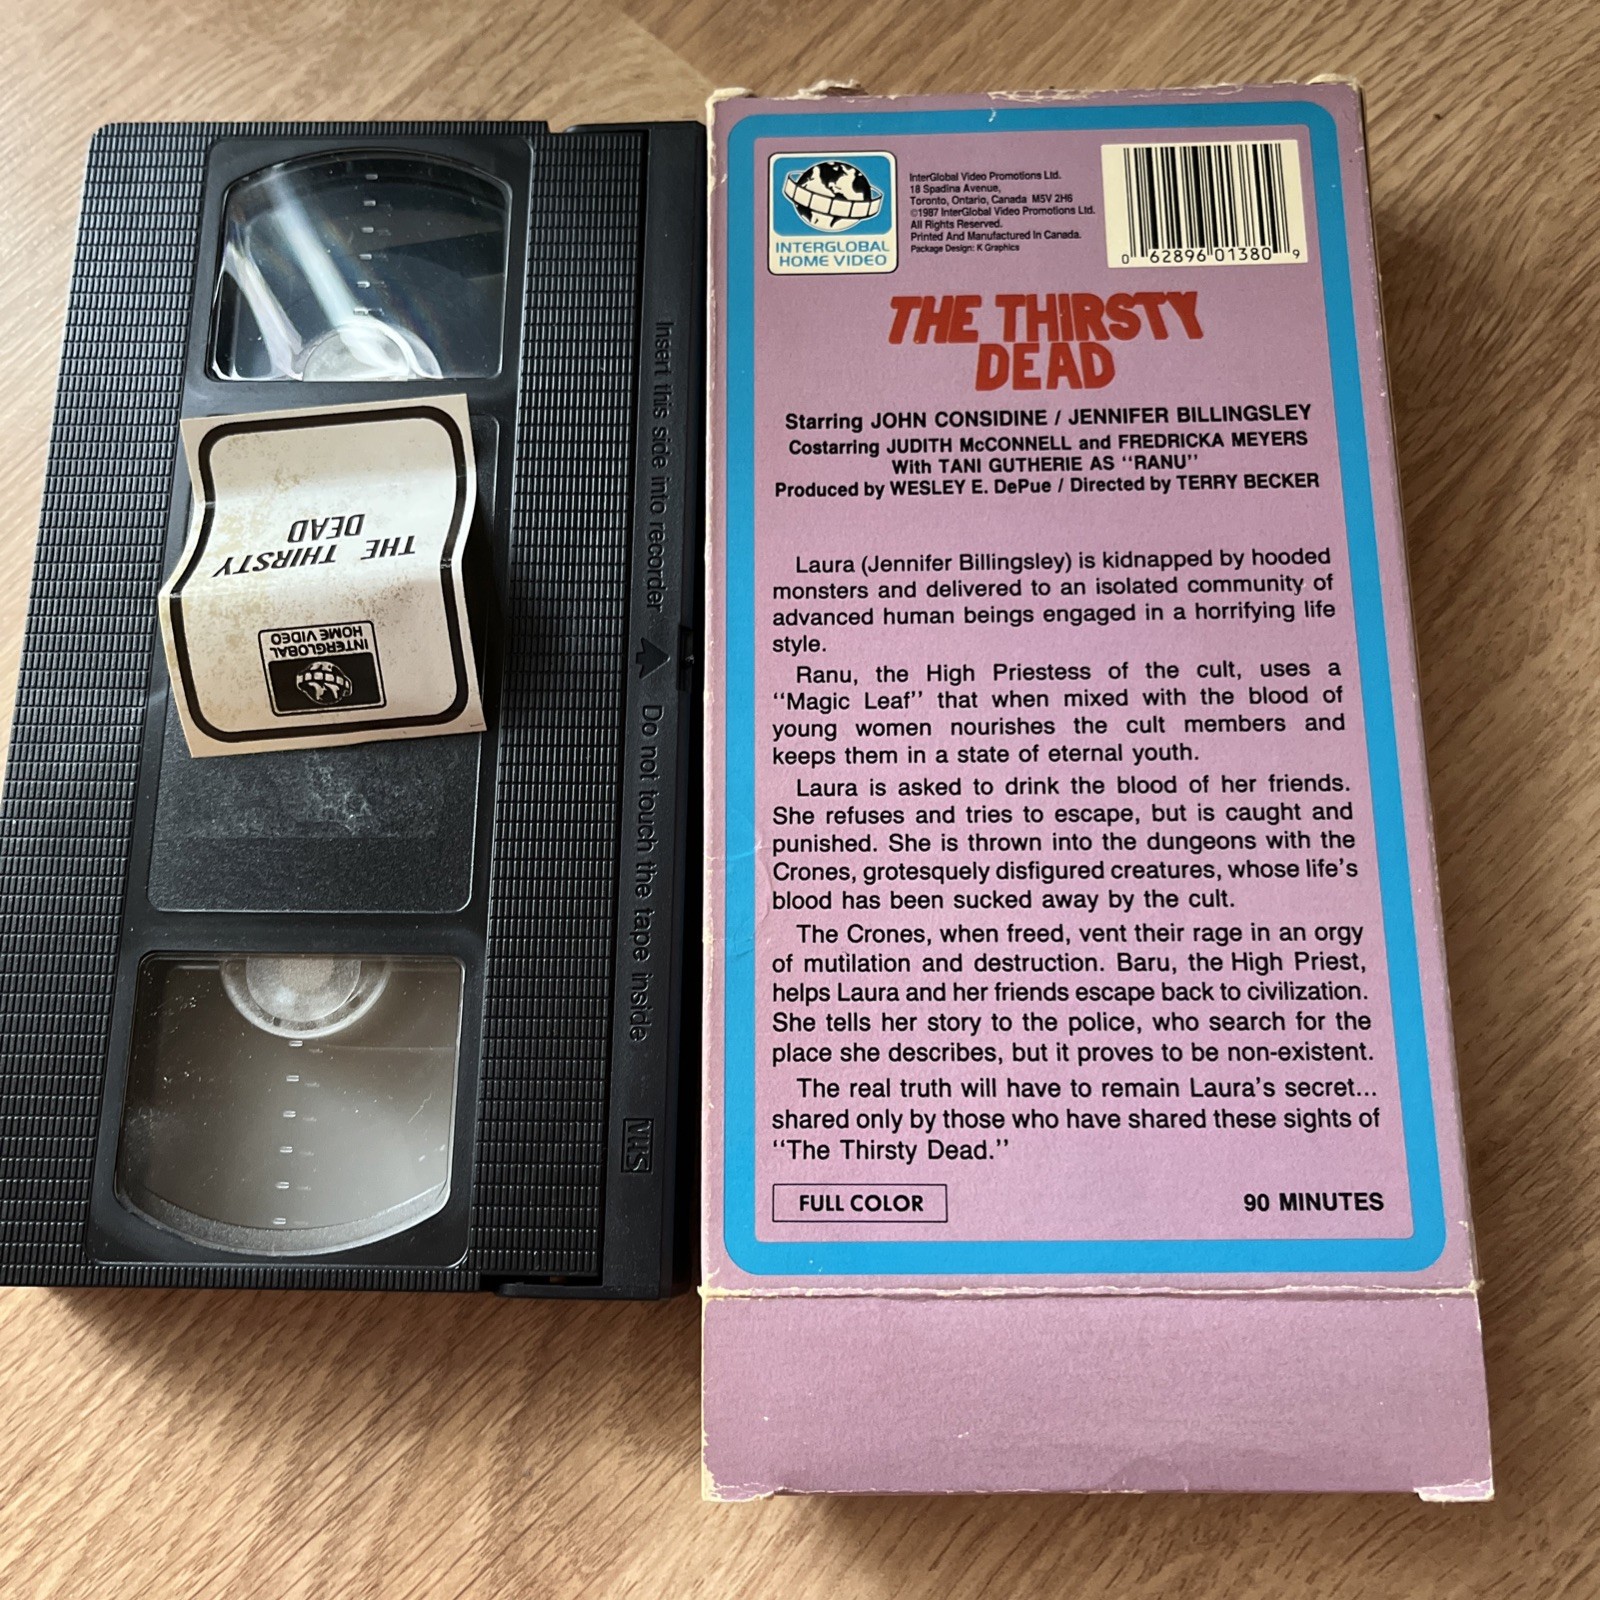 Insert this side into recorder
Do not touch the tape inside
VHS
THE THIRSTY
DEAD
INTERGLOBAL
HOME VIDEO
INTERGLOBAL
HOME VIDEO
InterGlobal Video Promotions Ltd.
18 Spadina Avenue,
Toronto, Ontario, Canada M5V 2H6
©1987 InterGlobal Video Promotions Ltd.
All Rights Reserved.
Printed And Manufactured In Canada.
Package Design: K Graphics
0 62896 01380 9
THE THIRSTY
DEAD
Starring JOHN CONSIDINE / JENNIFER BILLINGSLEY
Costarring JUDITH McCONNELL and FREDRICKA MEYERS
With TANI GUTHERIE AS "RANU"
Produced by WESLEY E. DePue / Directed by TERRY BECKER
Laura (Jennifer Billingsley) is kidnapped by hooded
monsters and delivered to an isolated community of
advanced human beings engaged in a horrifying life
style.
Ranu, the High Priestess of the cult, uses a
"Magic Leaf" that when mixed with the blood of
young women nourishes the cult members and
keeps them in a state of eternal youth.
Laura is asked to drink the blood of her friends.
She refuses and tries to escape, but is caught and
punished. She is thrown into the dungeons with the
Crones, grotesquely disfigured creatures, whose life's
blood has been sucked away by the cult.
The Crones, when freed, vent their rage in an orgy
of mutilation and destruction. Baru, the High Priest,
helps Laura and her friends escape back to civilization.
She tells her story to the police, who search for the
place she describes, but it proves to be non-existent.
The real truth will have to remain Laura's secret...
shared only by those who have shared these sights of
"The Thirsty Dead."
FULL COLOR
90 MINUTES